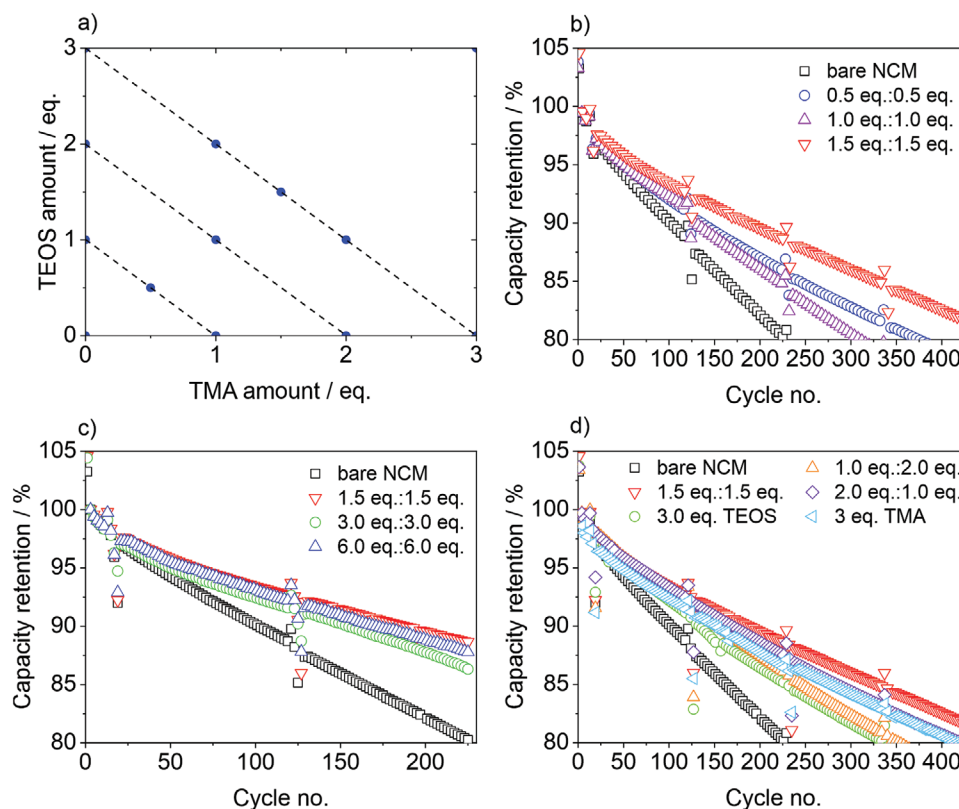 a)
3
2
1
0
0
1
2
3
TEOS amount / eq.
TMA amount / eq.
b)
105
100
95
90
85
80
0
50
100
150
200
250
300
350
400
Capacity retention / %
Cycle no.
bare NCM
0.5 eq.:0.5 eq.
1.0 eq.:1.0 eq.
1.5 eq.:1.5 eq.
c)
105
100
95
90
85
80
0
50
100
150
200
Capacity retention / %
Cycle no.
bare NCM
1.5 eq.:1.5 eq.
3.0 eq.:3.0 eq.
6.0 eq.:6.0 eq.
d)
105
100
95
90
85
80
0
50
100
150
200
250
300
350
400
Capacity retention / %
Cycle no.
bare NCM
1.5 eq.:1.5 eq.
3.0 eq. TEOS
1.0 eq.:2.0 eq.
2.0 eq.:1.0 eq.
3 eq. TMA